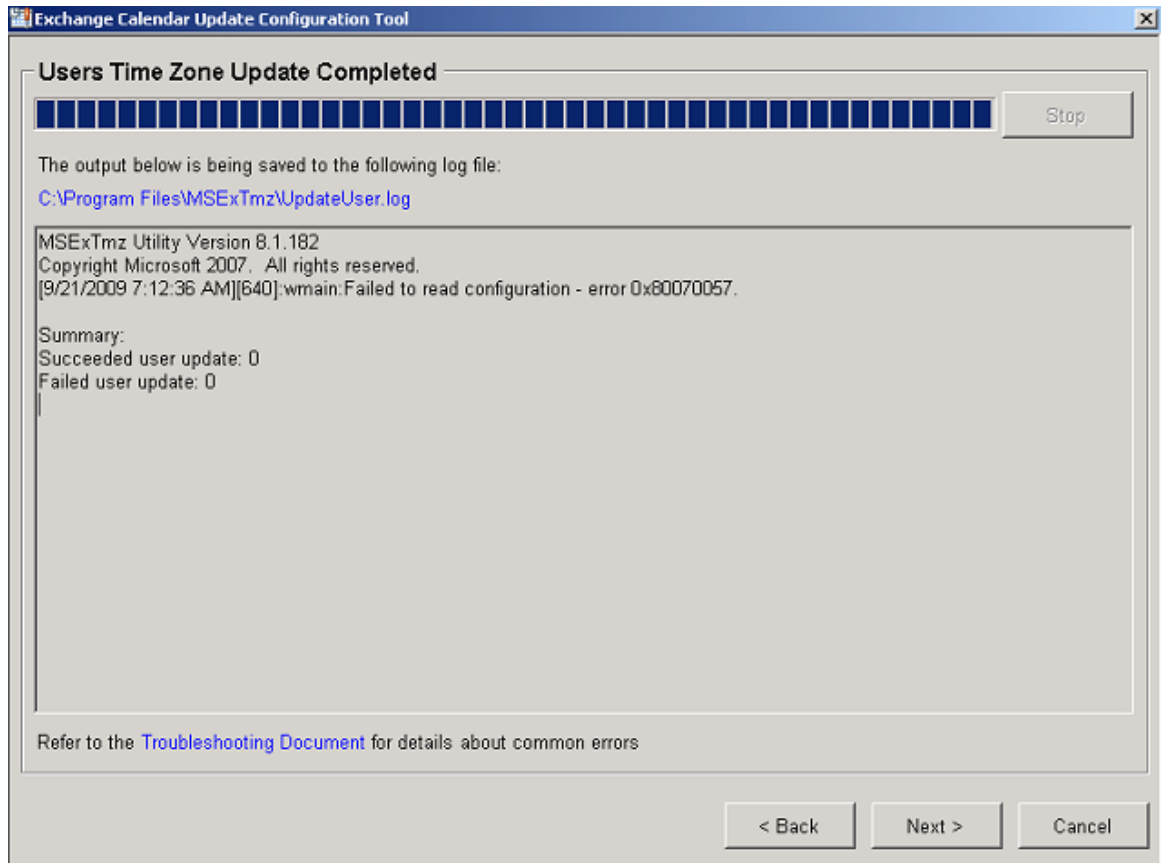 Exchange Calendar Update Configuration Tool
Users Time Zone Update Completed
Stop
The output below is being saved to the following log file:
C:\Program Files\MSExTmz\UpdateUser.log
MSExTmz Utility Version 8.1.182
Copyright Microsoft 2007.  All rights reserved.
[9/21/2009 7:12:36 AM][640]:wmain:Failed to read configuration - error 0x80070057.
Summary:
Succeeded user update: 0
Failed user update: 0
Refer to the Troubleshooting Document for details about common errors
< Back
Next >
Cancel